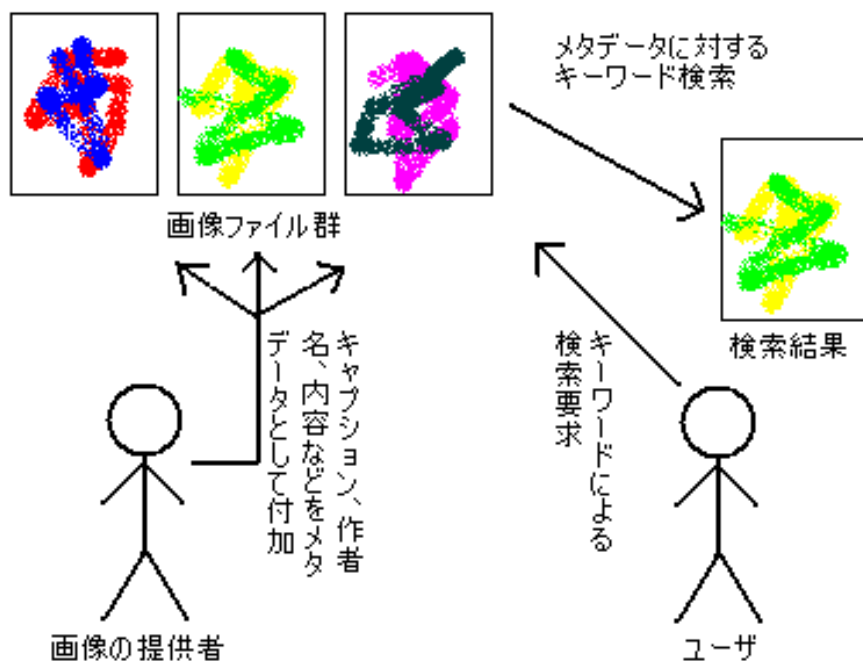 メタデータに対する
キーワード検索
画像ファイル群
検索結果
キャプション、作者
名、内容などをメタ
データとして付加
キーワードによる
検索要求
画像の提供者
ユーザ